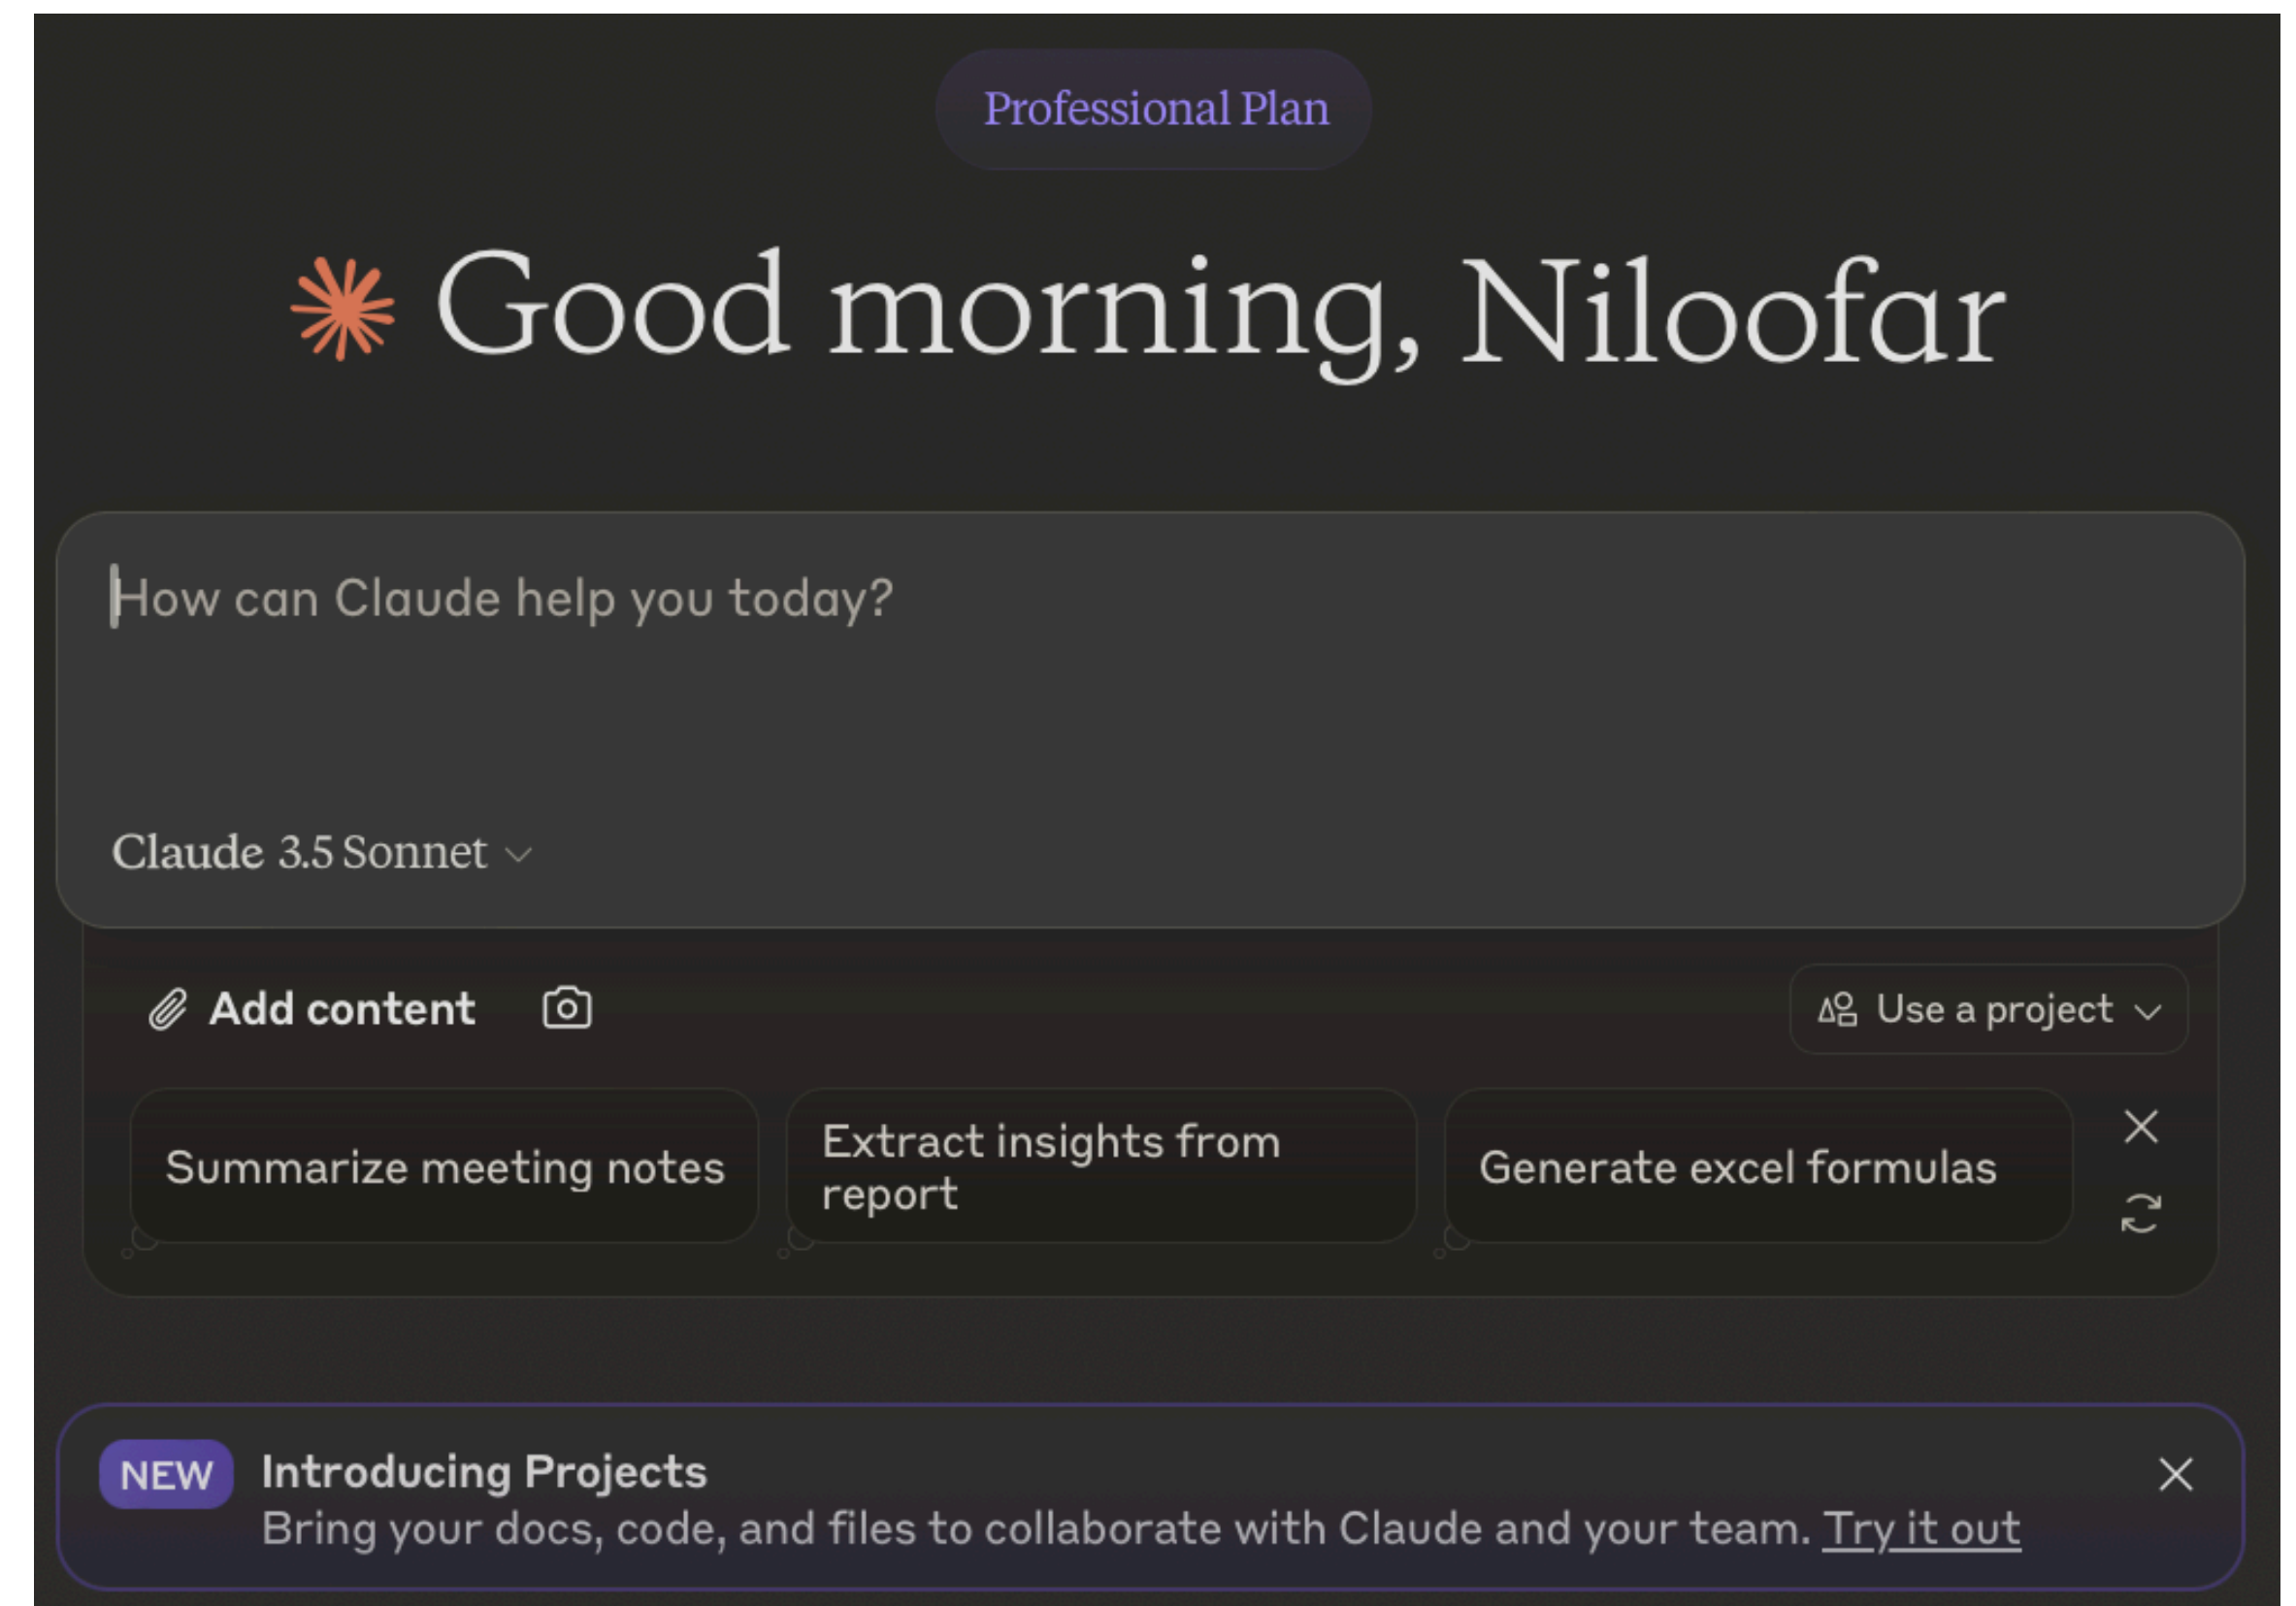 Professional Plan
Good morning, Niloofar
How can Claude help you today?
Claude 3.5 Sonnet
Add content
Use a project
Summarize meeting notes
Extract insights from
report
Generate excel formulas
NEW
Introducing Projects
Bring your docs, code, and files to collaborate with Claude and your team. Try it out